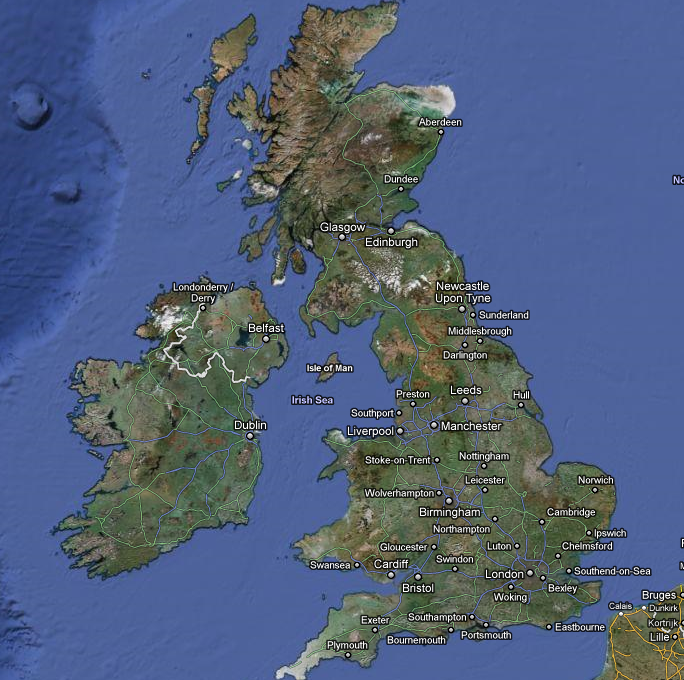 Aberdeen
No
Dundee
Glasgow
Edinburgh
Londonderry /
Derry
Newcastle
Upon Tyne
Sunderland
Belfast
Middlesbrough
Darlington
Isle of Man
Irish Sea
Preston
Leeds
Hull
Southport
Dublin
Liverpool
Manchester
Stoke-on-Trent
Nottingham
Leicester
Norwich
Wolverhampton
Birmingham
Cambridge
Northampton
Ipswich
Gloucester
Luton
Chelmsford
Swansea
Cardiff
Swindon
London
Southend-on-Sea
Bristol
Woking
Bexley
Bruges
Calais
Dunkirk
Exeter
Southampton
Kortrijk
Bournemouth
Portsmouth
Eastbourne
Lille
Plymouth